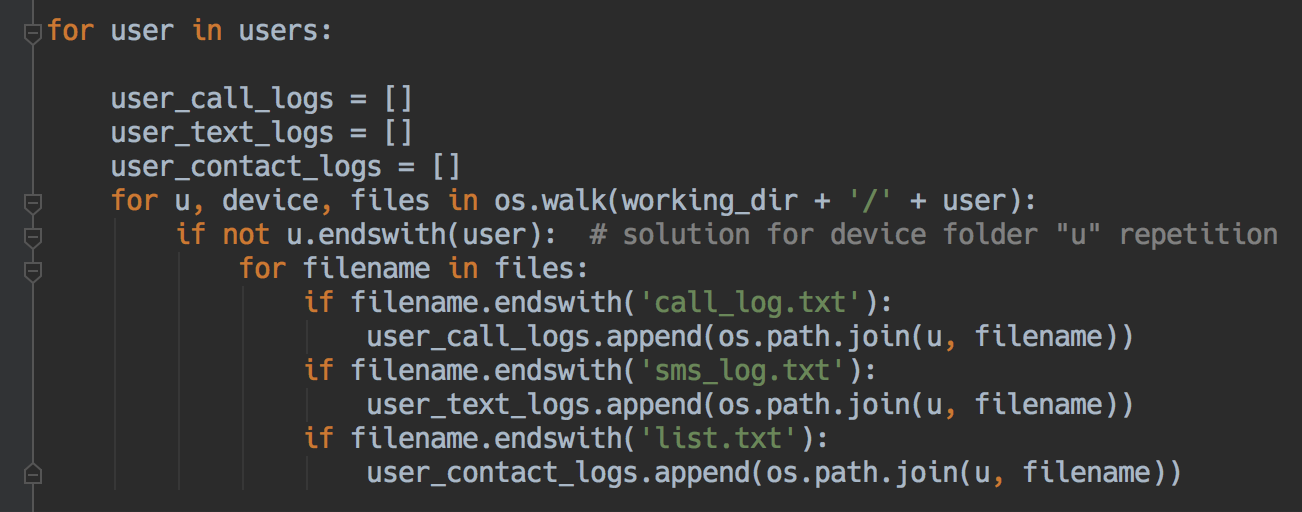 for user in users:
    user_call_logs = []
    user_text_logs = []
    user_contact_logs = []
    for u, device, files in os.walk(working_dir + '/' + user):
        if not u.endswith(user):  # solution for device folder "u" repetition
            for filename in files:
                if filename.endswith('call_log.txt'):
                    user_call_logs.append(os.path.join(u, filename))
                if filename.endswith('sms_log.txt'):
                    user_text_logs.append(os.path.join(u, filename))
                if filename.endswith('list.txt'):
                    user_contact_logs.append(os.path.join(u, filename))